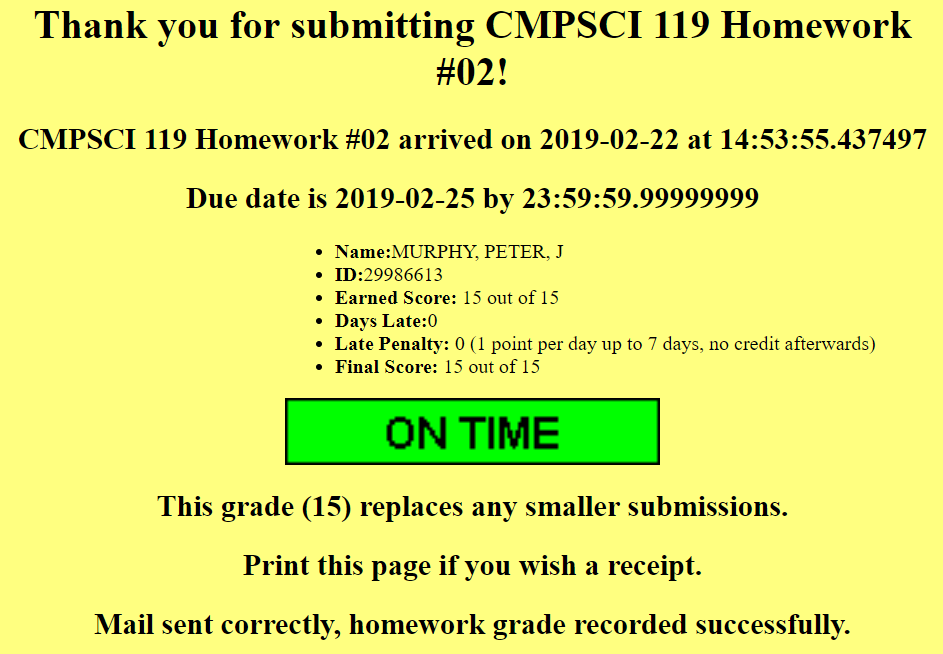 Thank you for submitting CMPSCI 119 Homework
#02!
CMPSCI 119 Homework #02 arrived on 2019-02-22 at 14:53:55.437497
Due date is 2019-02-25 by 23:59:59.99999999
• Name:MURPHY, PETER, J
• ID:29986613
• Earned Score: 15 out of 15
• Days Late:0
• Late Penalty: 0 (1 point per day up to 7 days, no credit afterwards)
• Final Score: 15 out of 15
ON TIME
This grade (15) replaces any smaller submissions.
Print this page if you wish a receipt.
Mail sent correctly, homework grade recorded successfully.